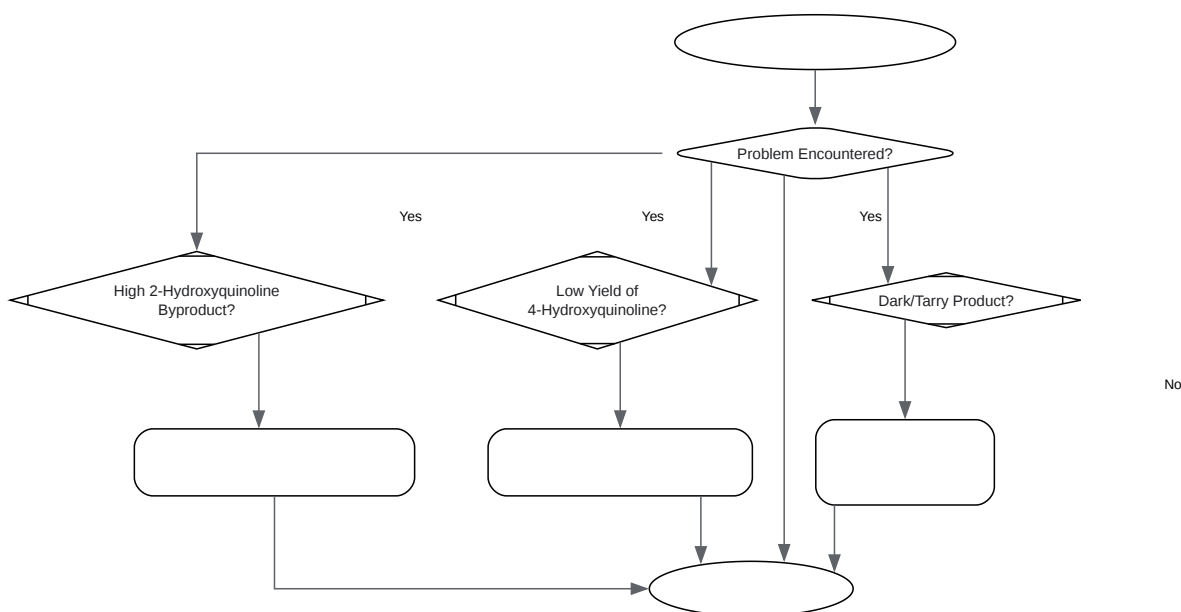 Problem Encountered?
Yes
Yes
Yes
High 2-Hydroxyquinoline
Byproduct?
Low Yield of
4-Hydroxyquinoline?
Dark/Tarry Product?
No